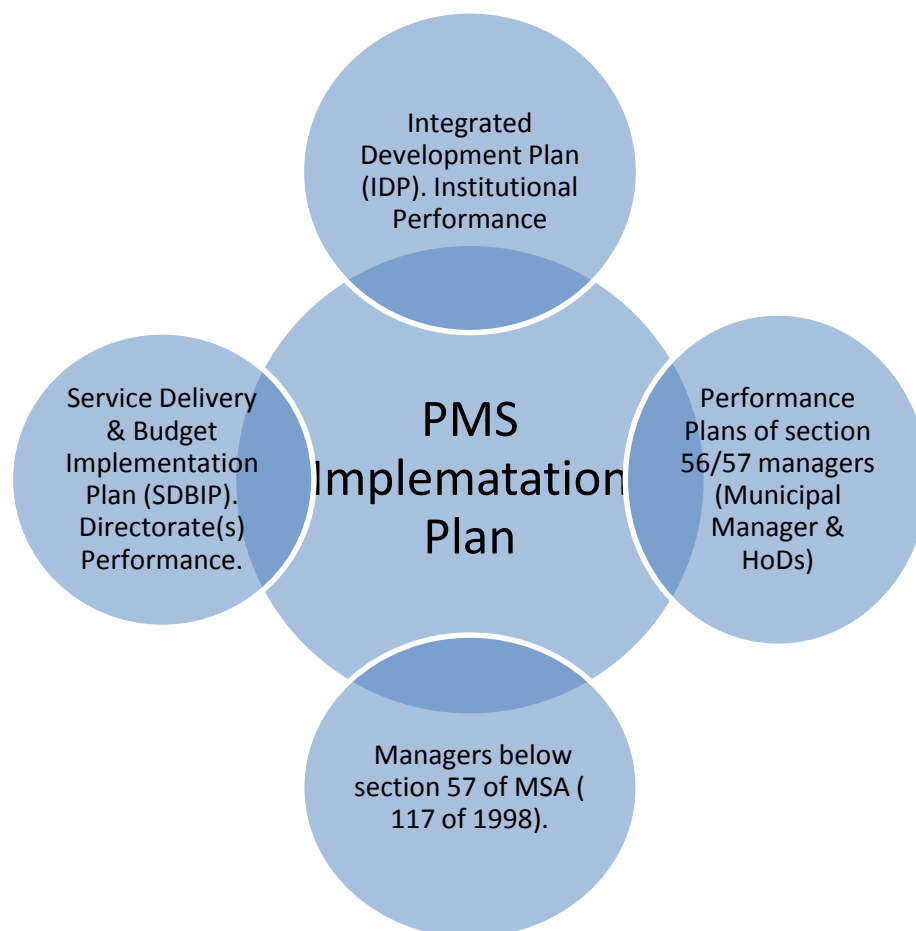 Integrated
Development Plan
(IDP). Institutional
Performance
Service Delivery
& Budget
Implementation
Plan (SDBIP).
Directorate(s)
Performance.
PMS
Implematation
Plan
Performance
Plans of section
56/57 managers
(Municipal
Manager &
HoDs)
Managers below
section 57 of MSA (
117 of 1998).